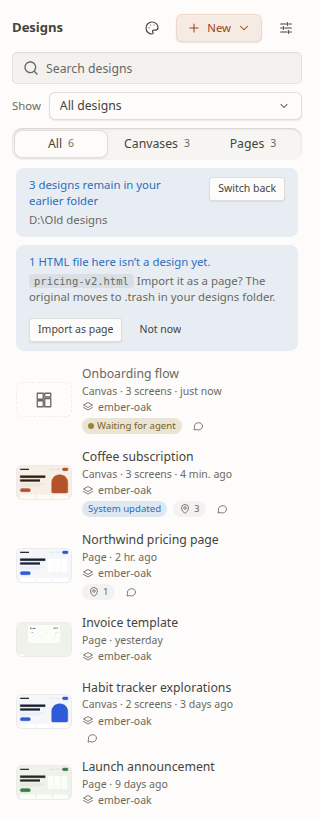 Designs
New
Search designs
Show
All designs
All 6
Canvases 3
Pages 3
3 designs remain in your
earlier folder
D:\Old designs
Switch back
1 HTML file here isn't a design yet.
pricing-v2.html Import it as a page? The
original moves to .trash in your designs folder.
Import as page
Not now
Onboarding flow
Canvas · 3 screens · just now
ember-oak
Waiting for agent
Coffee subscription
Canvas · 3 screens · 4 min. ago
ember-oak
System updated
3
Northwind pricing page
Page · 2 hr. ago
ember-oak
1
Invoice template
Page · yesterday
ember-oak
Habit tracker explorations
Canvas · 2 screens · 3 days ago
ember-oak
Launch announcement
Page · 9 days ago
ember-oak